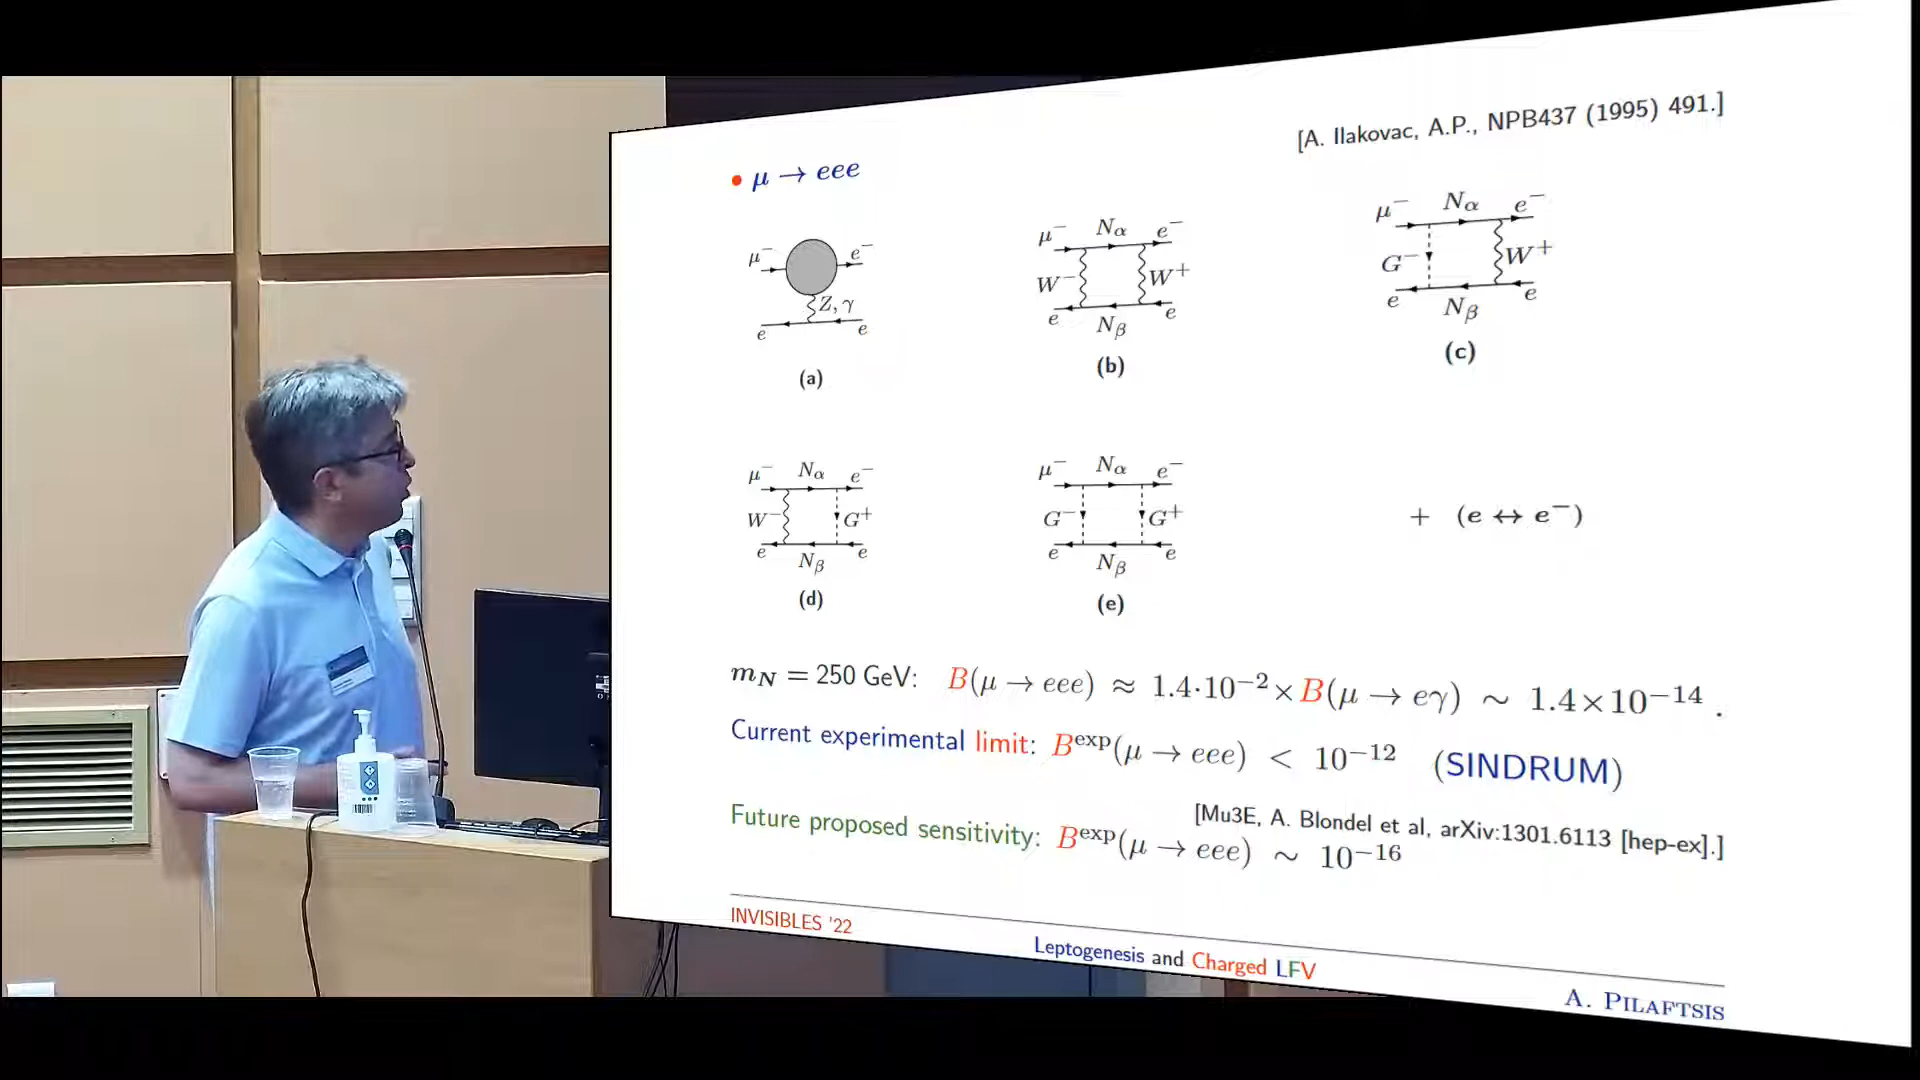 [A. Ilakovac, A.P., NPB437 (1995) 491.]
• μ → eee
μ⁻ e⁻ Z, γ e e
(a)
μ⁻ Nα e⁻ W⁻ W⁺ e Nβ e
(b)
μ⁻ Nα e⁻ G⁻ W⁺ e Nβ e
(c)
μ⁻ Nα e⁻ W⁻ G⁺ e Nβ e
(d)
μ⁻ Nα e⁻ G⁻ G⁺ e Nβ e
(e)
+ (e ↔ e⁻)
m_N = 250 GeV: B(μ → eee) ≈ 1.4·10⁻² × B(μ → eγ) ∼ 1.4×10⁻¹⁴ .
Current experimental limit: Bᵉˣᵖ(μ → eee) < 10⁻¹² (SINDRUM)
[Mu3E, A. Blondel et al, arXiv:1301.6113 [hep-ex].]
Future proposed sensitivity: Bᵉˣᵖ(μ → eee) ∼ 10⁻¹⁶
INVISIBLES '22
Leptogenesis and Charged LFV
A. PILAFTSIS